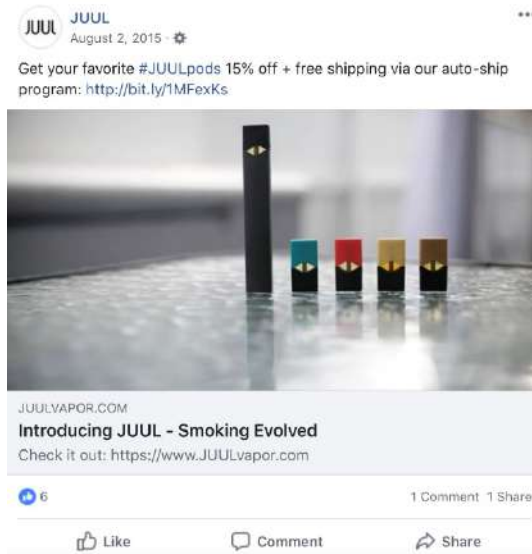 JUUL
JUUL
August 2, 2015
Get your favorite #JUULpods 15% off + free shipping via our auto-ship
program: http://bit.ly/1MFexKs
JUULVAPOR.COM
Introducing JUUL - Smoking Evolved
Check it out: https://www.JUULvapor.com
6
1 Comment 1 Share
Like
Comment
Share